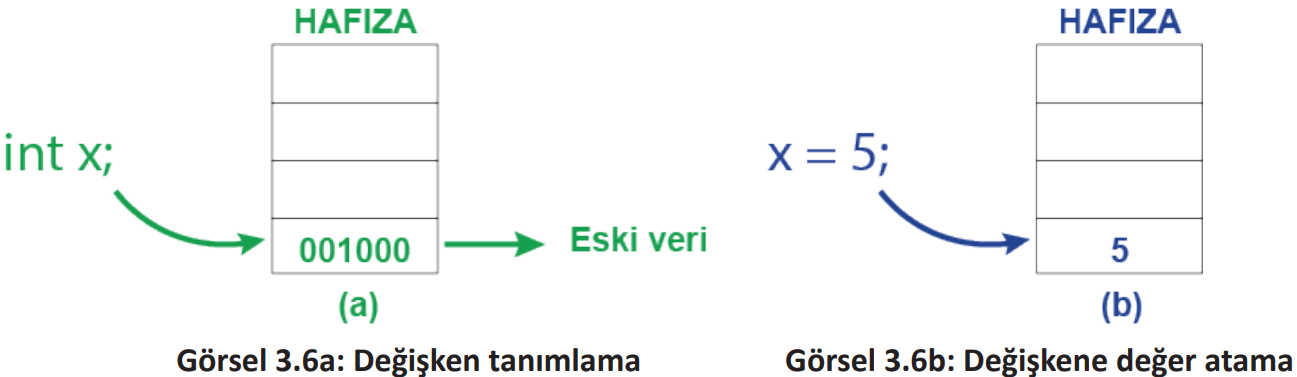 HAFIZA
int x;
001000
Eski veri
(a)
Görsel 3.6a: Değişken tanımlama
HAFIZA
x = 5;
5
(b)
Görsel 3.6b: Değişkene değer atama